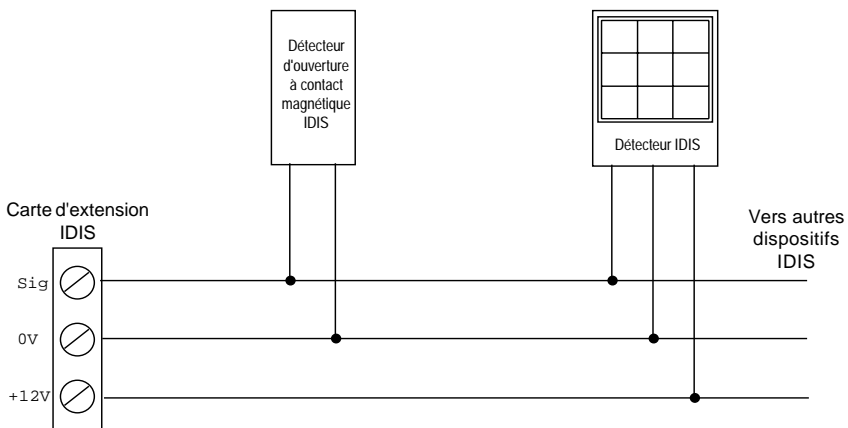 Détecteur
d'ouverture
à contact
magnétique
IDIS
Détecteur IDIS
Carte d'extension
IDIS
Vers autres
dispositifs
IDIS
Sig
0V
+12V